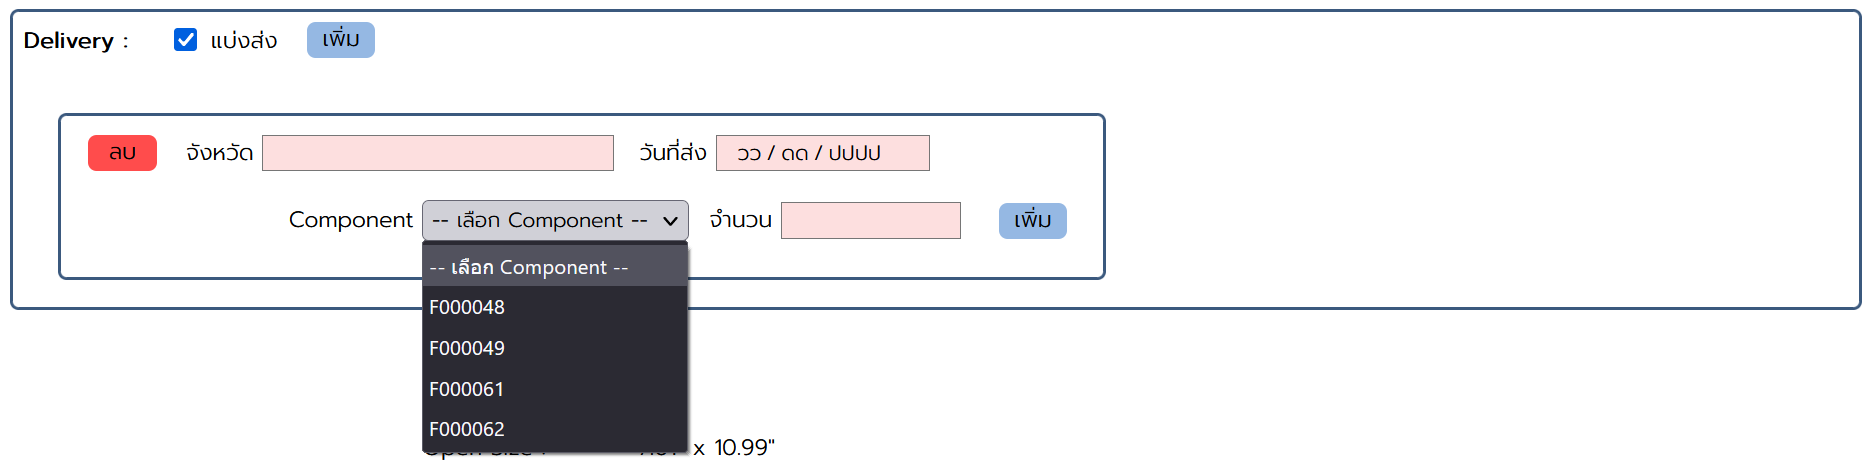 Delivery : แบ่งส่ง เพิ่ม
ลบ จังหวัด วันที่ส่ง วว / ดด / ปปปป
Component -- เลือก Component -- จำนวน เพิ่ม
-- เลือก Component --
F000048
F000049
F000061
F000062
x 10.99"